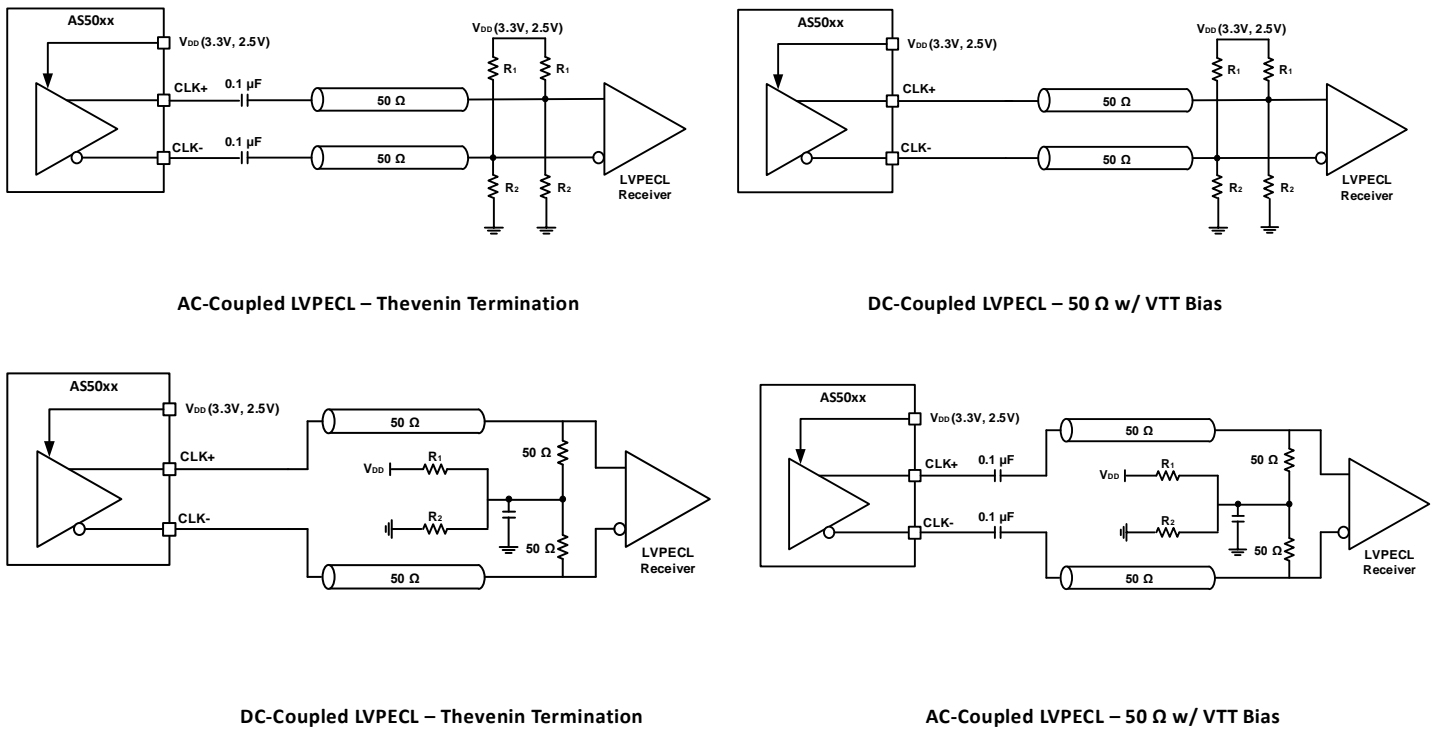 AS50xx
VDD (3.3V, 2.5V)
CLK+
0.1 µF
50 Ω
CLK-
0.1 µF
50 Ω
VDD (3.3V, 2.5V)
R1
R1
R2
R2
LVPECL
Receiver
AC-Coupled LVPECL – Thevenin Termination
AS50xx
VDD (3.3V, 2.5V)
CLK+
50 Ω
CLK-
50 Ω
VDD (3.3V, 2.5V)
R1
R1
R2
R2
LVPECL
Receiver
DC-Coupled LVPECL – 50 Ω w/ VTT Bias
AS50xx
VDD (3.3V, 2.5V)
CLK+
50 Ω
CLK-
50 Ω
VDD
R1
R2
50 Ω
50 Ω
LVPECL
Receiver
DC-Coupled LVPECL – Thevenin Termination
AS50xx
VDD (3.3V, 2.5V)
CLK+
0.1 µF
50 Ω
CLK-
0.1 µF
50 Ω
VDD
R1
R2
50 Ω
50 Ω
LVPECL
Receiver
AC-Coupled LVPECL – 50 Ω w/ VTT Bias